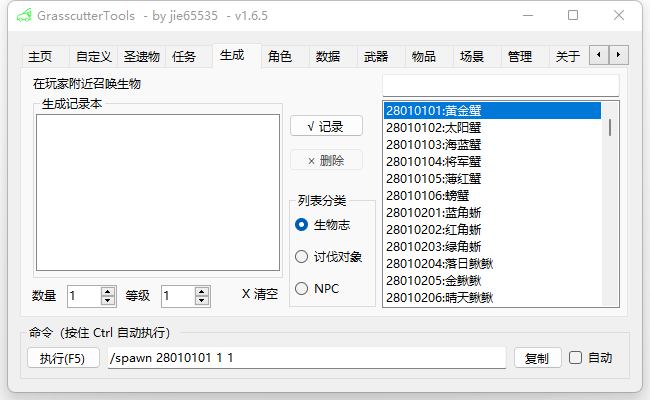 GrasscutterTools - by jie65535 - v1.6.5
主页 自定义 圣遗物 任务 生成 角色 数据 武器 物品 场景 管理 关于
在玩家附近召唤生物
生成记录本
√ 记录
× 删除
列表分类
生物志
讨伐对象
NPC
数量 1 等级 1 X 清空
28010101:黄金蟹
28010102:太阳蟹
28010103:海蓝蟹
28010104:将军蟹
28010105:薄红蟹
28010106:螃蟹
28010201:蓝角蜥
28010202:红角蜥
28010203:绿角蜥
28010204:落日鳅鳅
28010205:金鳅鳅
28010206:晴天鳅鳅
命令（按住 Ctrl 自动执行）
执行(F5) /spawn 28010101 1 1 复制 自动